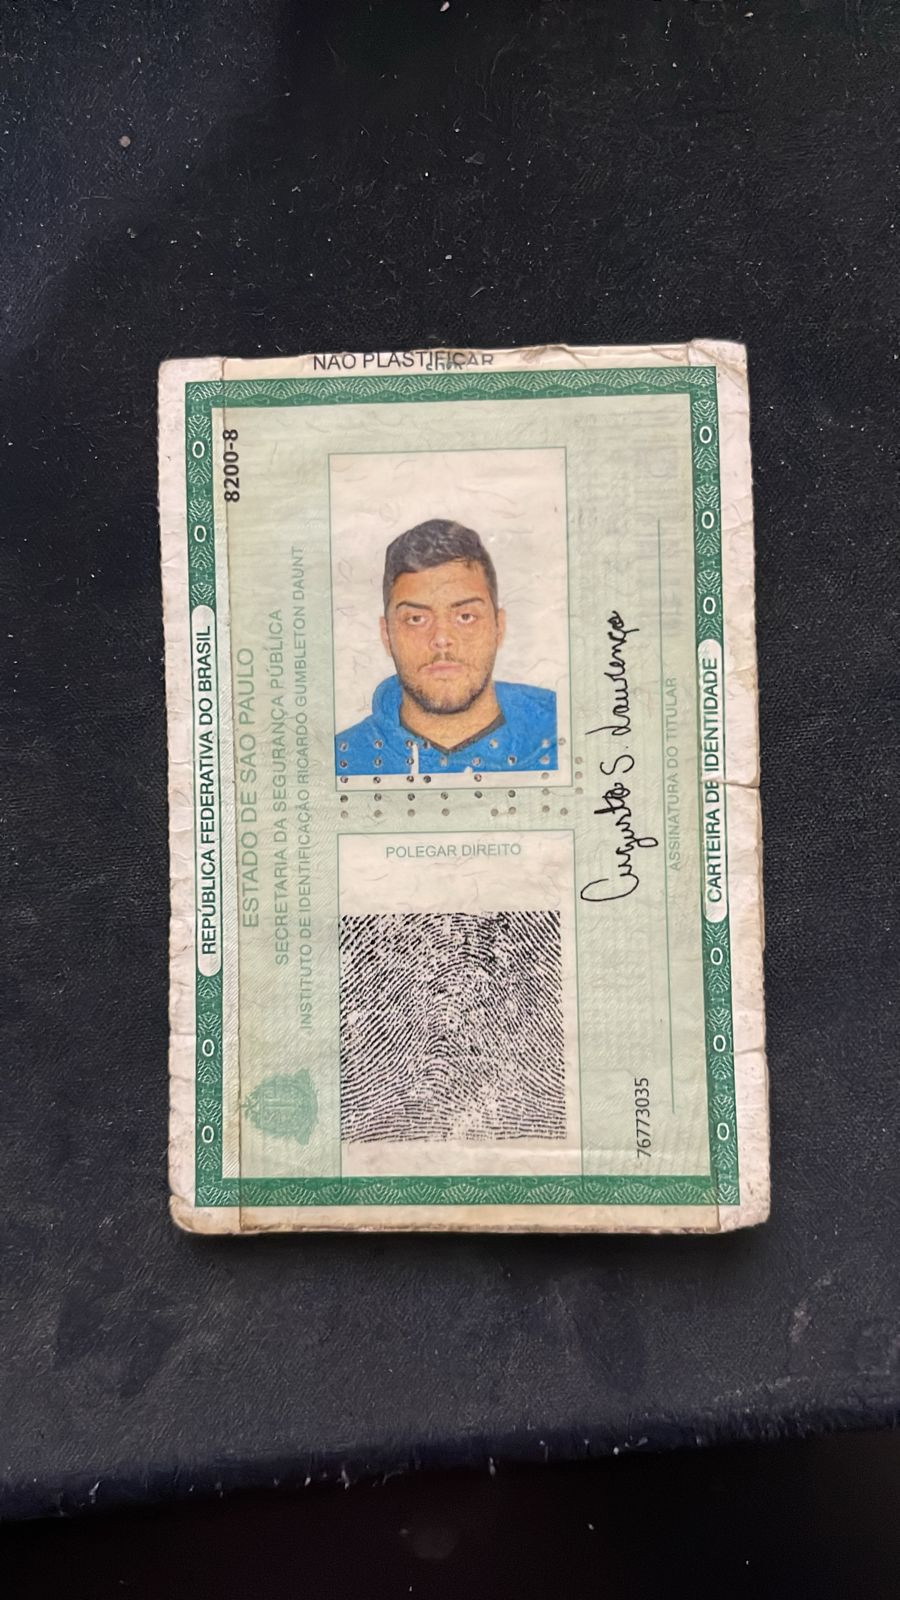 NÃO PLASTIFICAR
REPÚBLICA FEDERATIVA DO BRASIL
8200-8
ESTADO DE SÃO PAULO
SECRETARIA DA SEGURANÇA PÚBLICA
INSTITUTO DE IDENTIFICAÇÃO RICARDO GUMBLETON DAUNT
POLEGAR DIREITO
Augusto S. Lourenço
ASSINATURA DO TITULAR
76773035
CARTEIRA DE IDENTIDADE